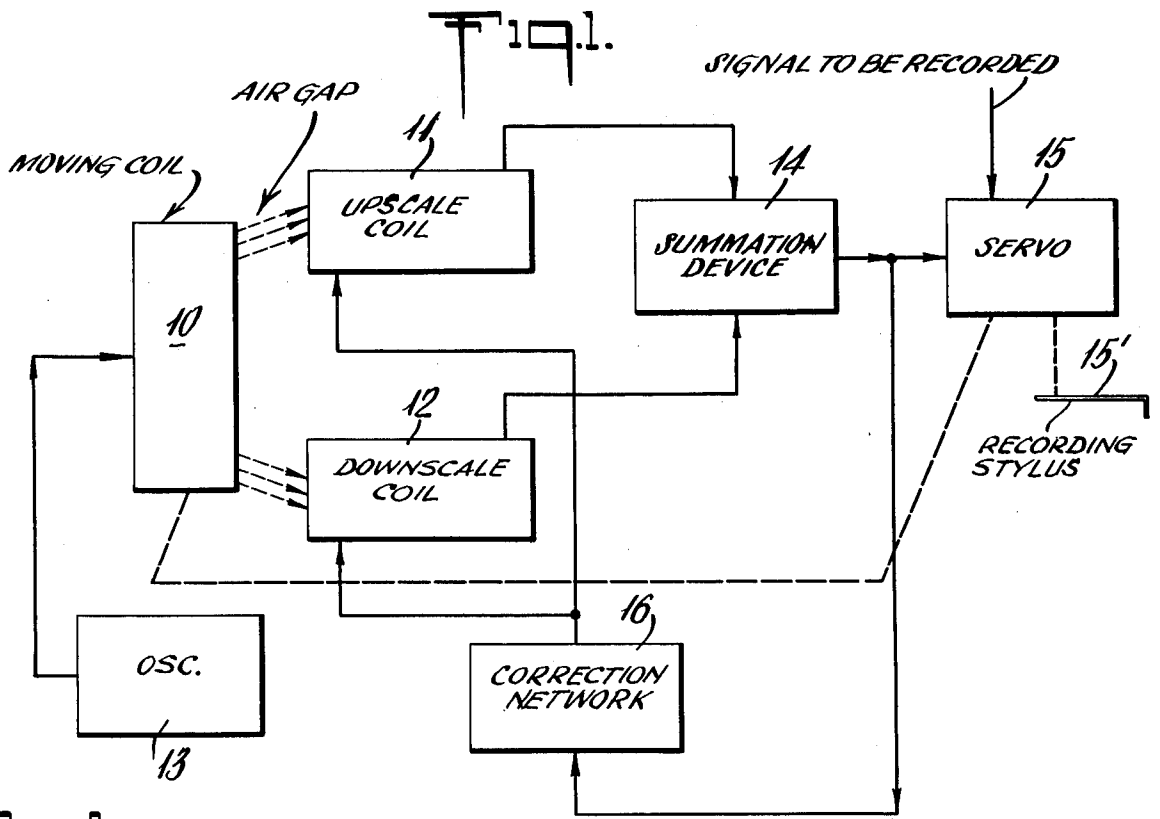 Fig.1.
SIGNAL TO BE RECORDED
AIR GAP
MOVING COIL
11
UPSCALE
COIL
14
SUMMATION
DEVICE
15
SERVO
10
15'
RECORDING
STYLUS
12
DOWNSCALE
COIL
16
CORRECTION
NETWORK
OSC.
13